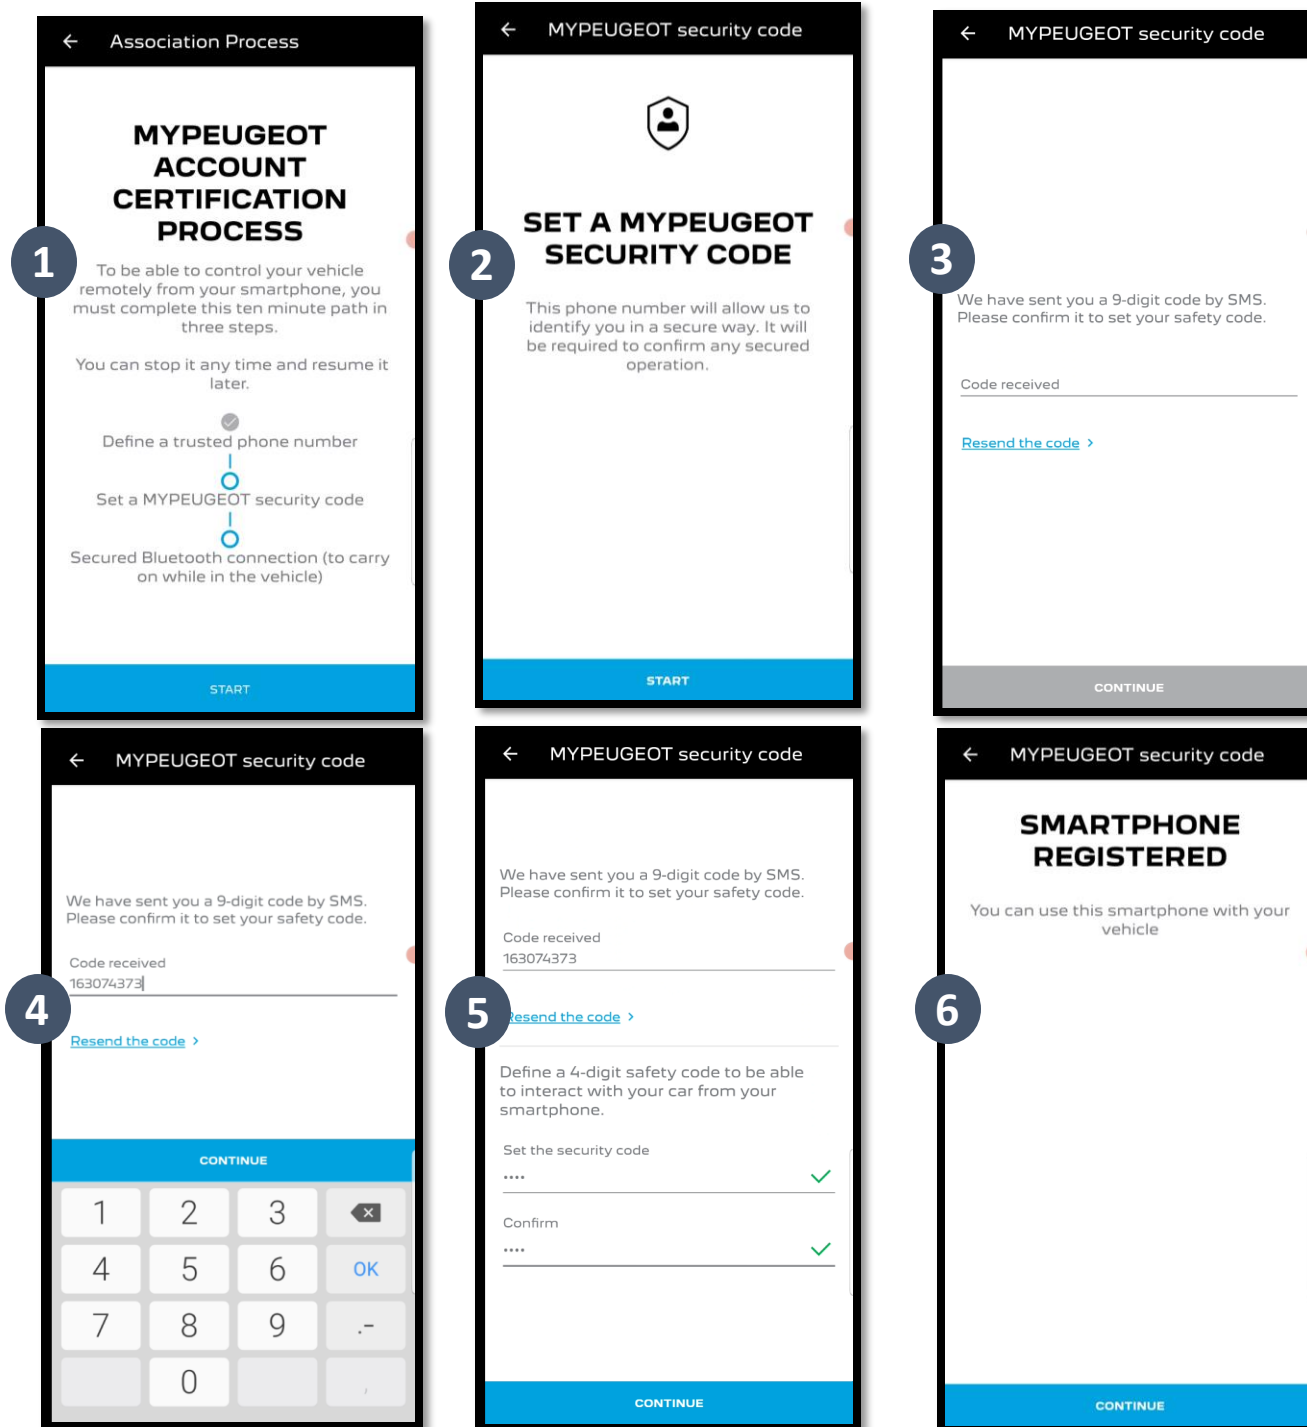 Association Process
MYPEUGEOT
ACCOUNT
CERTIFICATION
PROCESS
1
To be able to control your vehicle
remotely from your smartphone, you
must complete this ten minute path in
three steps.
You can stop it any time and resume it
later.
Define a trusted phone number
Set a MYPEUGEOT security code
Secured Bluetooth connection (to carry
on while in the vehicle)
START
MYPEUGEOT security code
SET A MYPEUGEOT
SECURITY CODE
2
This phone number will allow us to
identify you in a secure way. It will
be required to confirm any secured
operation.
START
MYPEUGEOT security code
3
We have sent you a 9-digit code by SMS.
Please confirm it to set your safety code.
Code received
Resend the code >
CONTINUE
MYPEUGEOT security code
We have sent you a 9-digit code by SMS.
Please confirm it to set your safety code.
Code received
163074373
4
Resend the code >
CONTINUE
1 2 3
4 5 6 OK
7 8 9 .-
0 ,
MYPEUGEOT security code
We have sent you a 9-digit code by SMS.
Please confirm it to set your safety code.
Code received
163074373
5
Resend the code >
Define a 4-digit safety code to be able
to interact with your car from your
smartphone.
Set the security code
••••
Confirm
••••
CONTINUE
MYPEUGEOT security code
SMARTPHONE
REGISTERED
You can use this smartphone with your
vehicle
6
CONTINUE